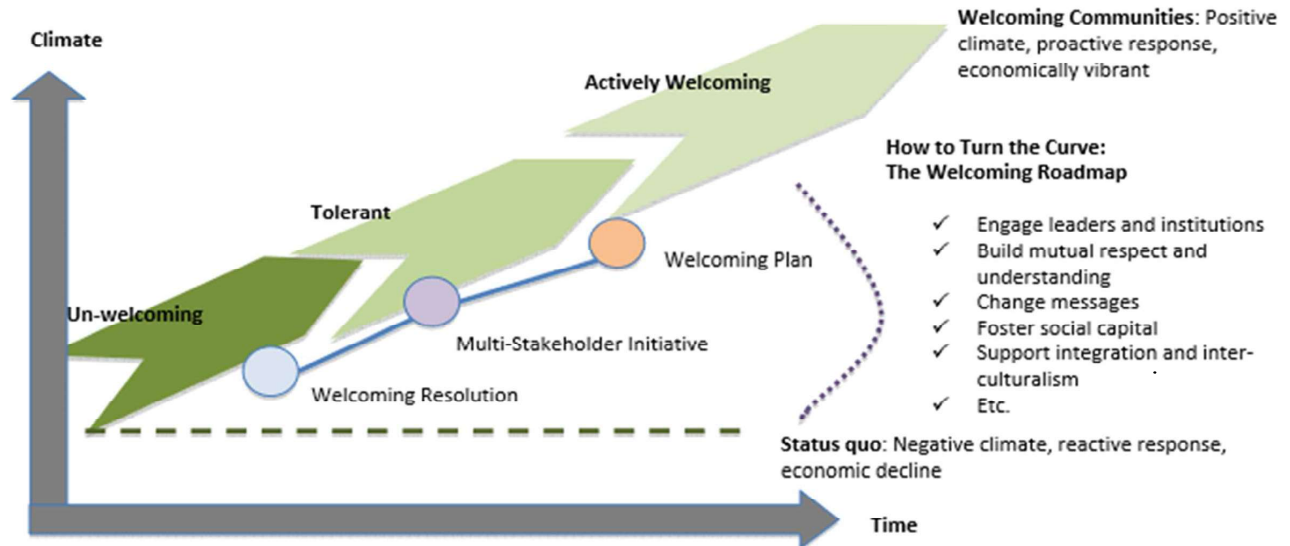 Climate
Welcoming Communities: Positive
climate, proactive response,
economically vibrant
Actively Welcoming
How to Turn the Curve:
The Welcoming Roadmap
Tolerant
✓ Engage leaders and institutions
✓ Build mutual respect and
understanding
✓ Change messages
✓ Foster social capital
✓ Support integration and inter-
culturalism
✓ Etc.
Welcoming Plan
Un-welcoming
Multi-Stakeholder Initiative
Welcoming Resolution
Status quo: Negative climate, reactive response,
economic decline
Time